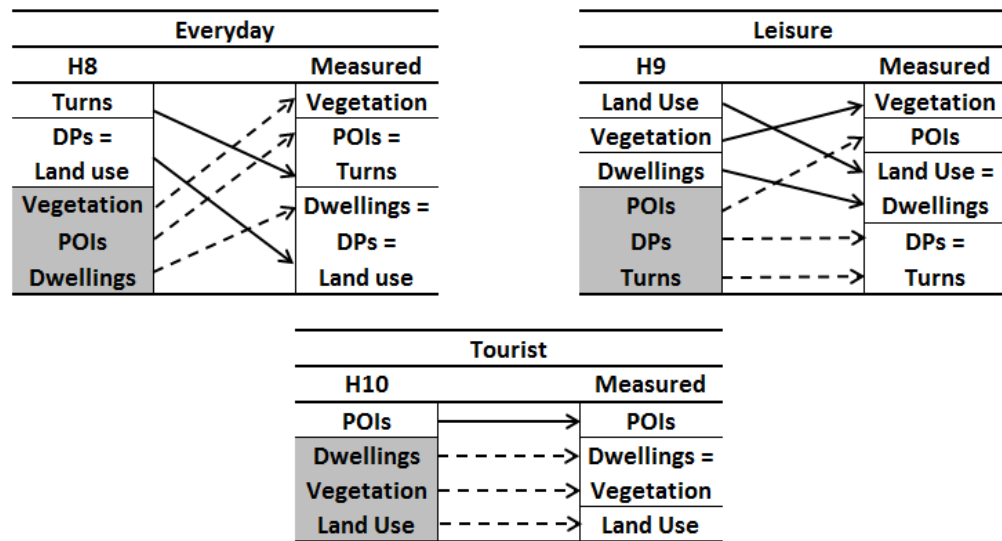 Everyday
H8 Measured
Turns Vegetation
DPs = POIs =
Land use Turns
Vegetation Dwellings =
POIs DPs =
Dwellings Land use
Leisure
H9 Measured
Land Use Vegetation
Vegetation POIs
Dwellings Land Use =
POIs Dwellings
DPs DPs =
Turns Turns
Tourist
H10 Measured
POIs POIs
Dwellings Dwellings =
Vegetation Vegetation
Land Use Land Use